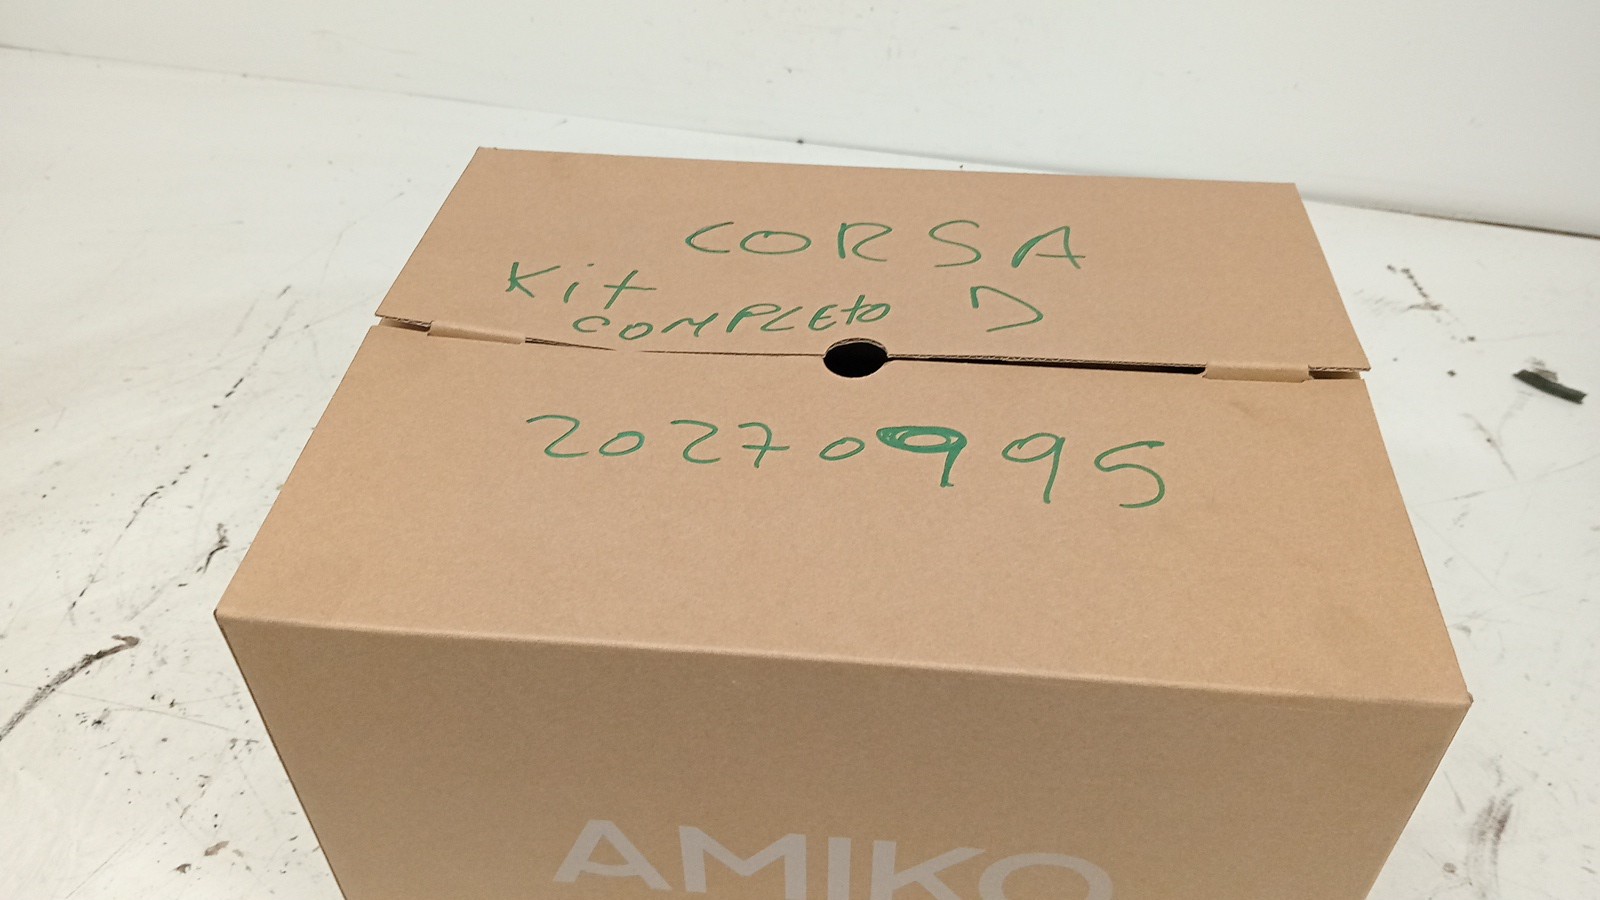 CORSA
Kit D
COMPLETO
20270995
AMIKO